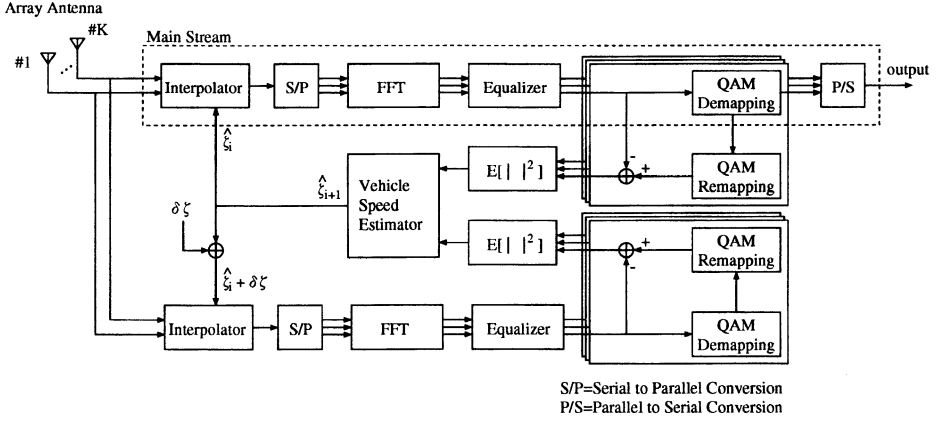 Array Antenna
#K
#1
Main Stream
Interpolator
S/P
FFT
Equalizer
QAM
Demapping
P/S
output
ζ̂i
QAM
Remapping
-
+
E[ | |² ]
Vehicle
Speed
Estimator
ζ̂i+1
δζ
E[ | |² ]
+
-
QAM
Remapping
ζ̂i + δζ
Interpolator
S/P
FFT
Equalizer
QAM
Demapping
S/P=Serial to Parallel Conversion
P/S=Parallel to Serial Conversion